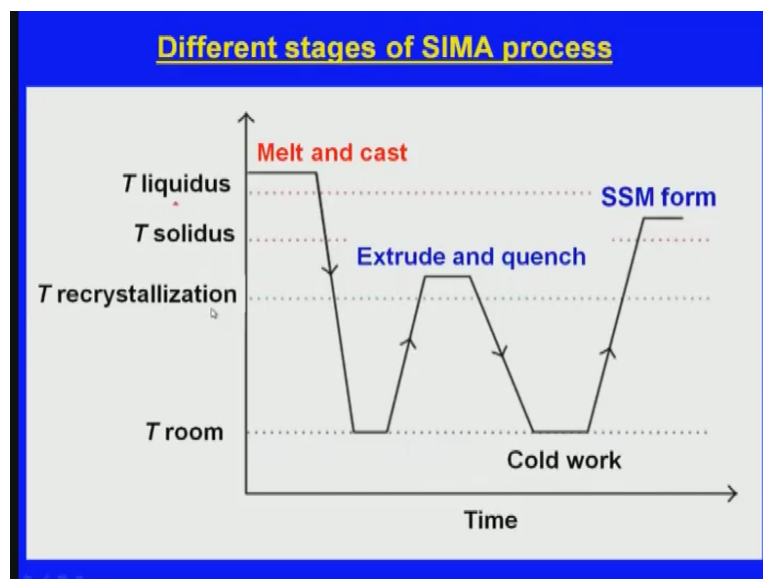 Different stages of SIMA process
Melt and cast
T liquidus
SSM form
T solidus
Extrude and quench
T recrystallization
T room
Cold work
Time